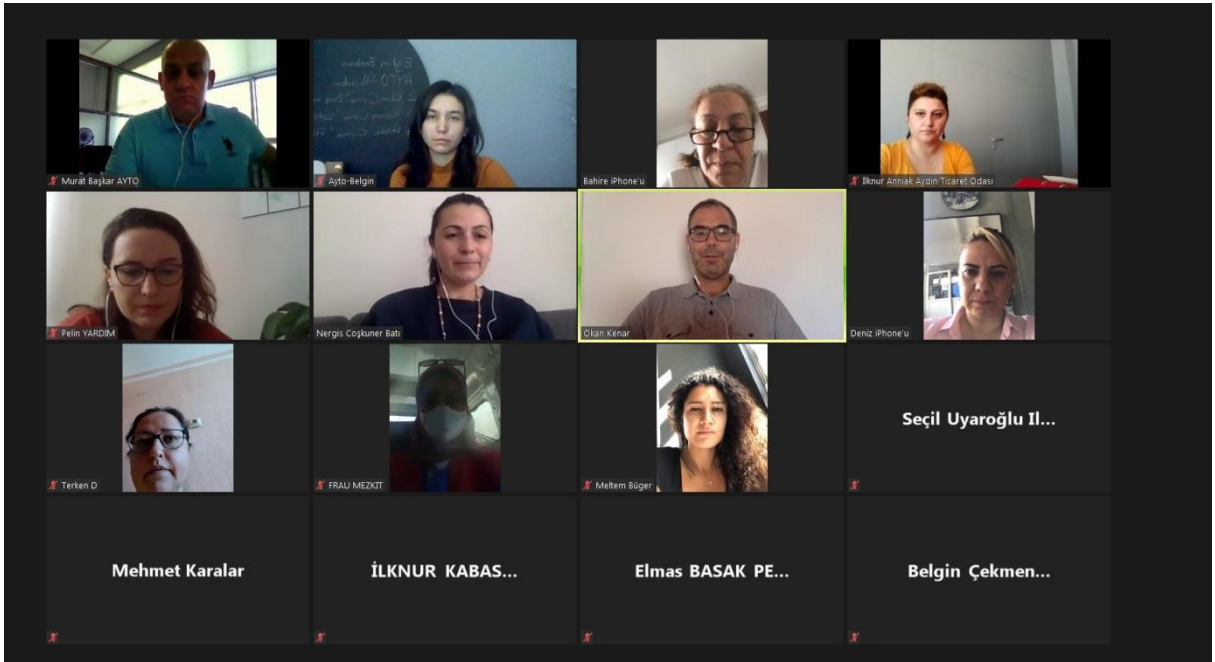 Murat Başkar AYTO
Ayto-Belgin
Bahire iPhone'u
İlknur Arınıak Aydın Ticaret Odası
Pelin YARDIM
Nergis Coşkuner Batı
Okan Kenar
Deniz iPhone'u
Terken D
FRAU MEZKIT
Meltem Büger
Seçil Uyaroğlu Il...
Mehmet Karalar
İLKNUR KABAS...
Elmas BASAK PE...
Belgin Çekmen...